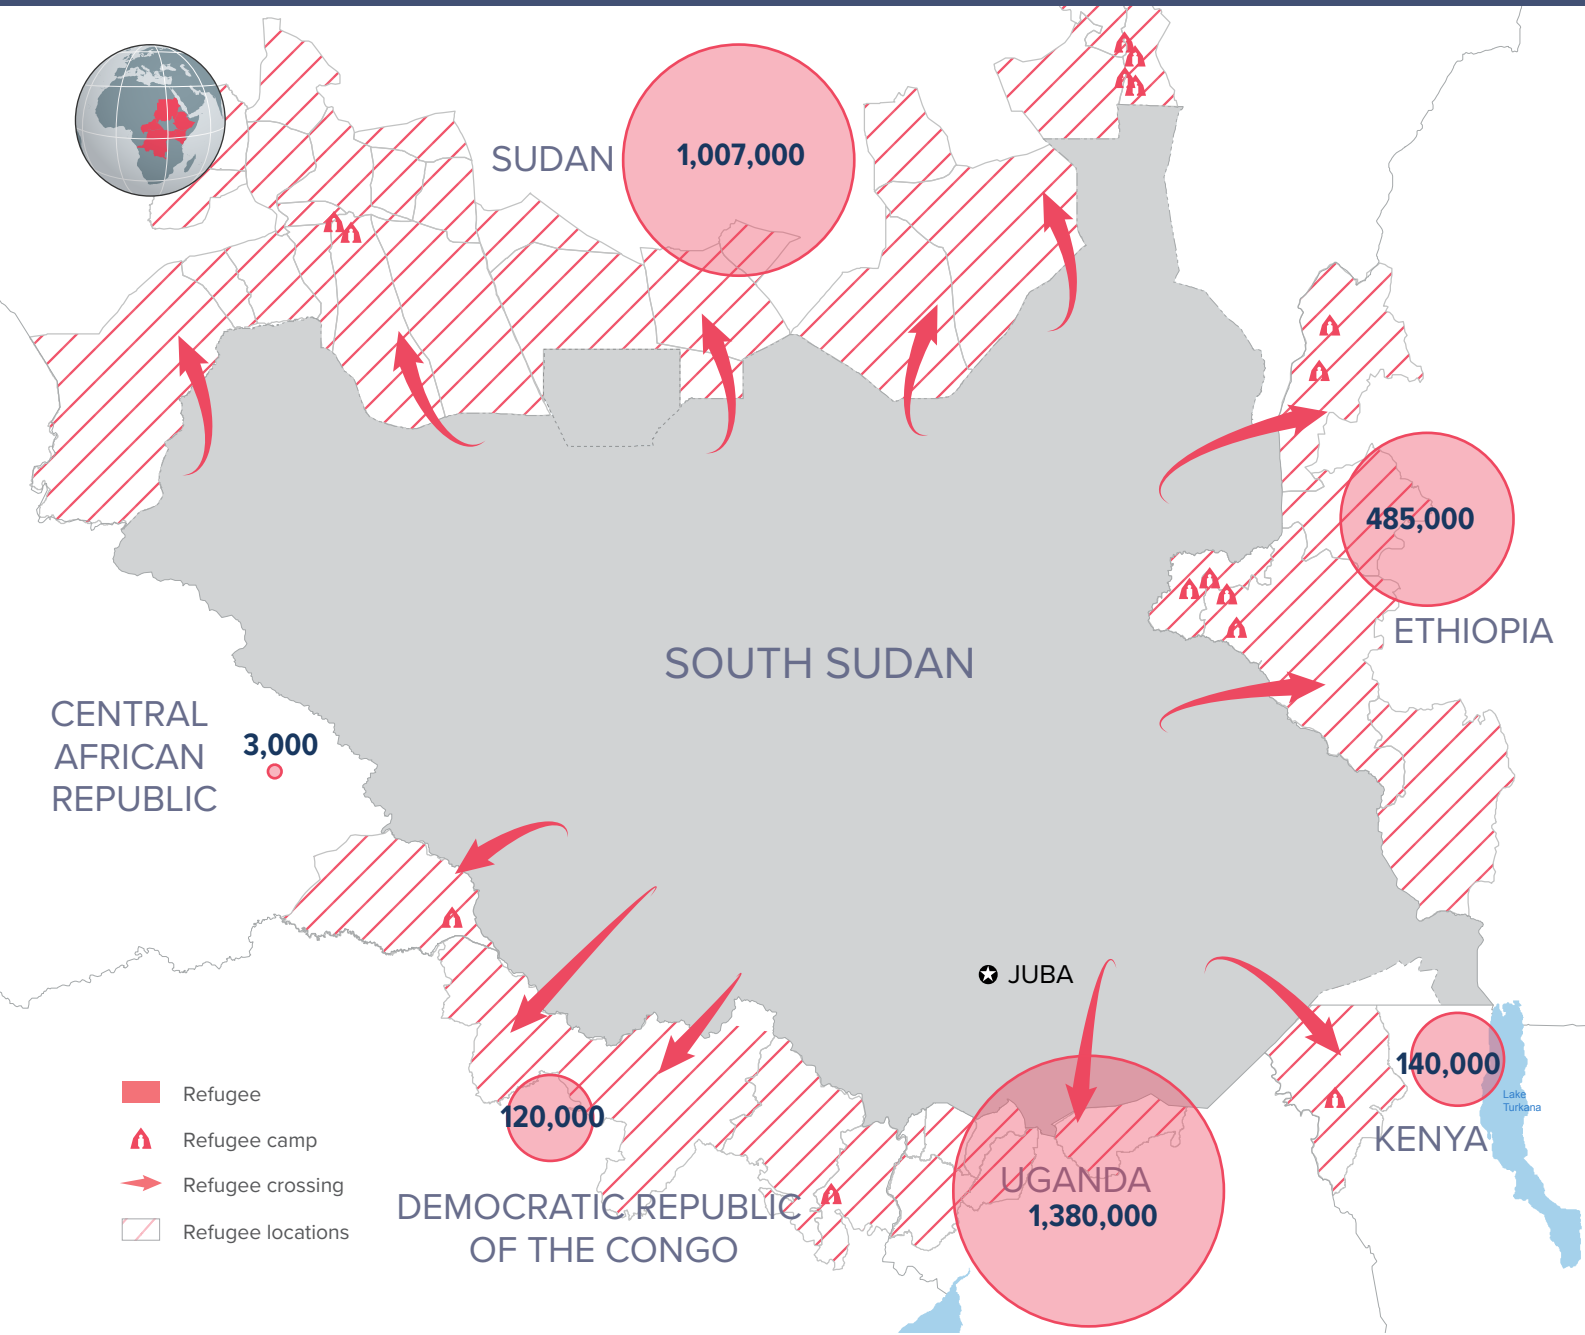 SUDAN
1,007,000
485,000
ETHIOPIA
SOUTH SUDAN
CENTRAL
AFRICAN
REPUBLIC
3,000
JUBA
140,000
Lake
Turkana
KENYA
120,000
DEMOCRATIC REPUBLIC
OF THE CONGO
UGANDA
1,380,000
Refugee
Refugee camp
Refugee crossing
Refugee locations